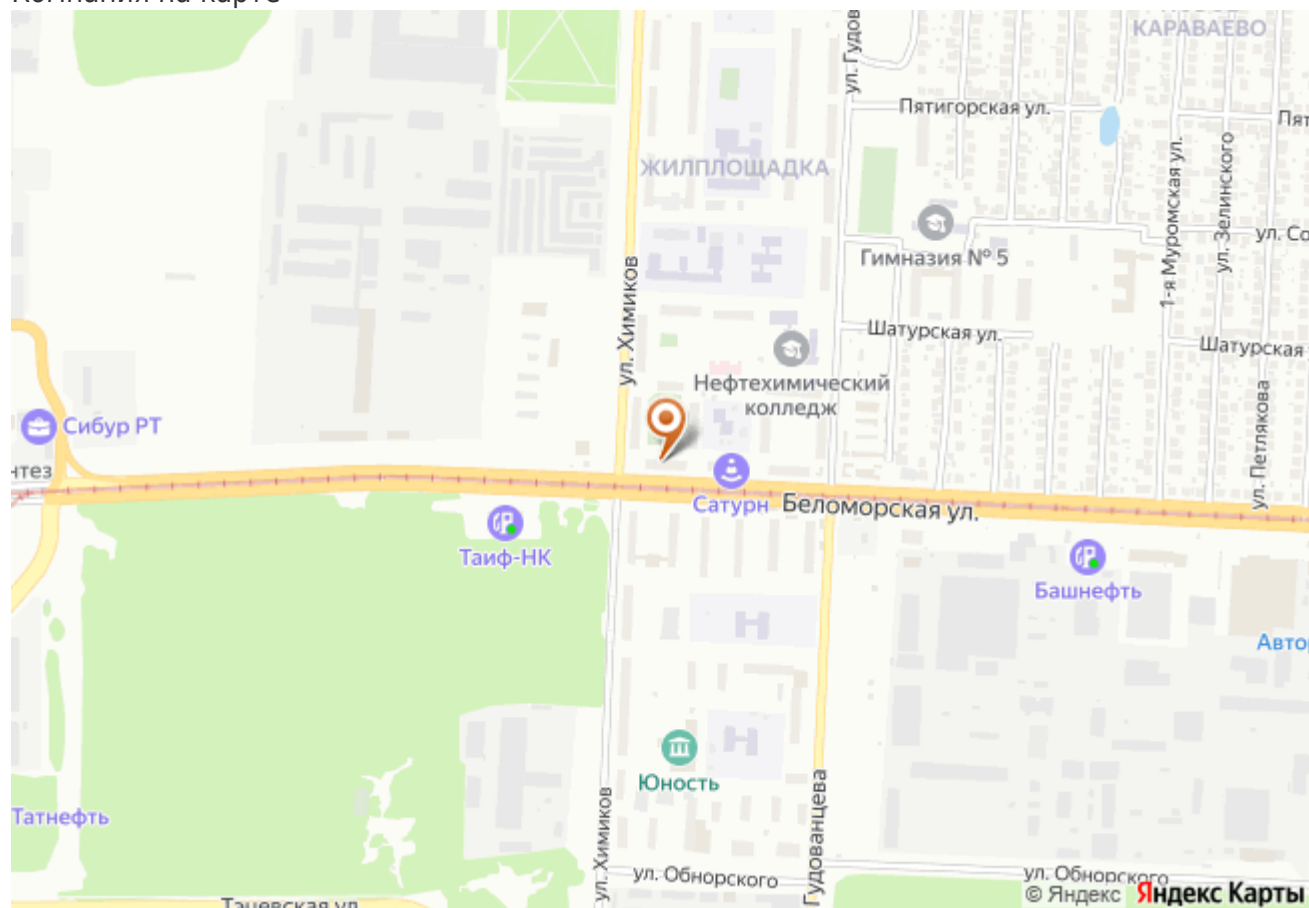 КАРАВАЕВО
ул. Гудов
Пятигорская ул.
Пят
ЖИЛПЛОЩАДКА
1-я Муромская ул.
ул. Зелинского
ул. Со
Гимназия № 5
ул. Химиков
Шатурская ул.
Шатурская
Нефтехимический
колледж
Сибур РТ
нтез
ул. Петлякова
Сатурн
Беломорская ул.
Таиф-НК
Башнефть
Авто
Юность
Татнефть
ул. Химиков
Гудованцева
ул. Обнорского
ул. Обнорского
© Яндекс Яндекс Карты